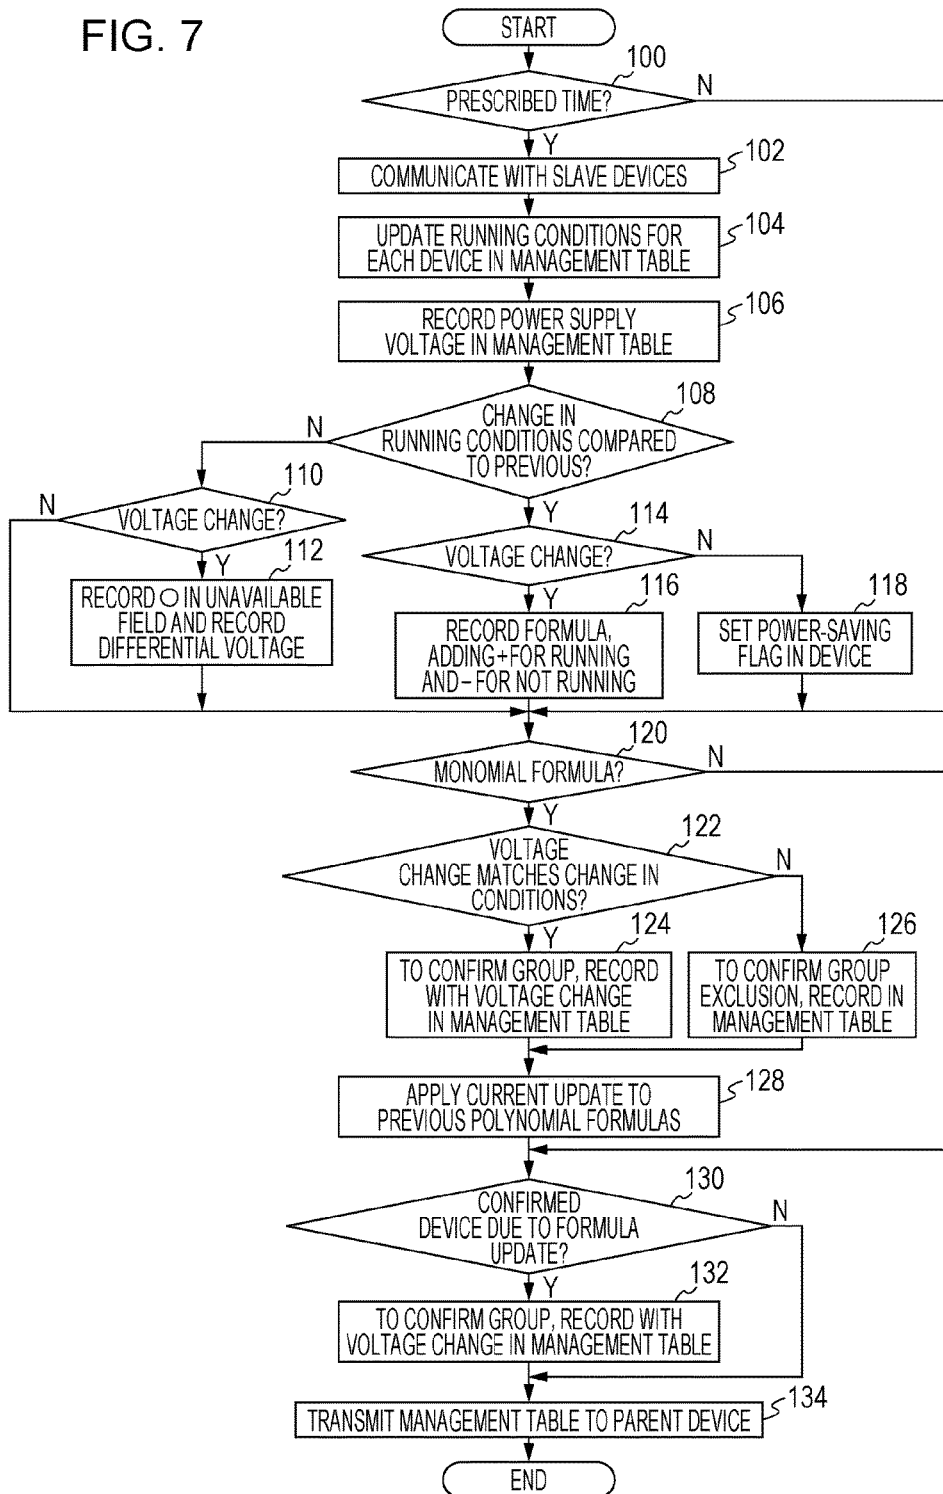 FIG. 7
START
100
PRESCRIBED TIME?
N
Y
102
COMMUNICATE WITH SLAVE DEVICES
104
UPDATE RUNNING CONDITIONS FOR
EACH DEVICE IN MANAGEMENT TABLE
106
RECORD POWER SUPPLY
VOLTAGE IN MANAGEMENT TABLE
108
CHANGE IN
RUNNING CONDITIONS COMPARED
TO PREVIOUS?
N
Y
110
VOLTAGE CHANGE?
N
Y
112
RECORD ○ IN UNAVAILABLE
FIELD AND RECORD
DIFFERENTIAL VOLTAGE
114
VOLTAGE CHANGE?
N
Y
116
RECORD FORMULA,
ADDING+FOR RUNNING
AND−FOR NOT RUNNING
118
SET POWER-SAVING
FLAG IN DEVICE
120
MONOMIAL FORMULA?
N
Y
122
VOLTAGE
CHANGE MATCHES CHANGE IN
CONDITIONS?
N
Y
124
TO CONFIRM GROUP, RECORD
WITH VOLTAGE CHANGE
IN MANAGEMENT TABLE
126
TO CONFIRM GROUP
EXCLUSION, RECORD IN
MANAGEMENT TABLE
128
APPLY CURRENT UPDATE TO
PREVIOUS POLYNOMIAL FORMULAS
130
CONFIRMED
DEVICE DUE TO FORMULA
UPDATE?
N
Y
132
TO CONFIRM GROUP, RECORD WITH
VOLTAGE CHANGE IN MANAGEMENT TABLE
134
TRANSMIT MANAGEMENT TABLE TO PARENT DEVICE
END